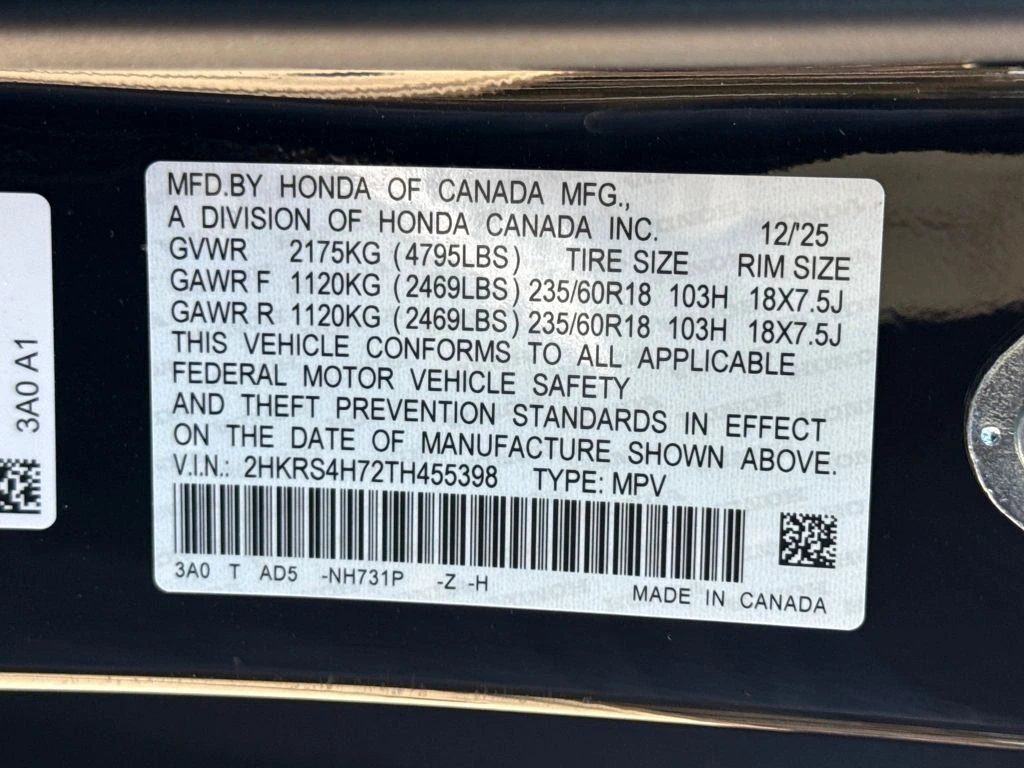 MFD.BY HONDA OF CANADA MFG.,
A DIVISION OF HONDA CANADA INC. 12/'25
GVWR 2175KG (4795LBS) TIRE SIZE RIM SIZE
GAWR F 1120KG (2469LBS) 235/60R18 103H 18X7.5J
GAWR R 1120KG (2469LBS) 235/60R18 103H 18X7.5J
THIS VEHICLE CONFORMS TO ALL APPLICABLE
FEDERAL MOTOR VEHICLE SAFETY
AND THEFT PREVENTION STANDARDS IN EFFECT
ON THE DATE OF MANUFACTURE SHOWN ABOVE.
V.I.N.: 2HKRS4H72TH455398 TYPE: MPV
3A0 T AD5 -NH731P -Z -H
MADE IN CANADA
3A0 A1